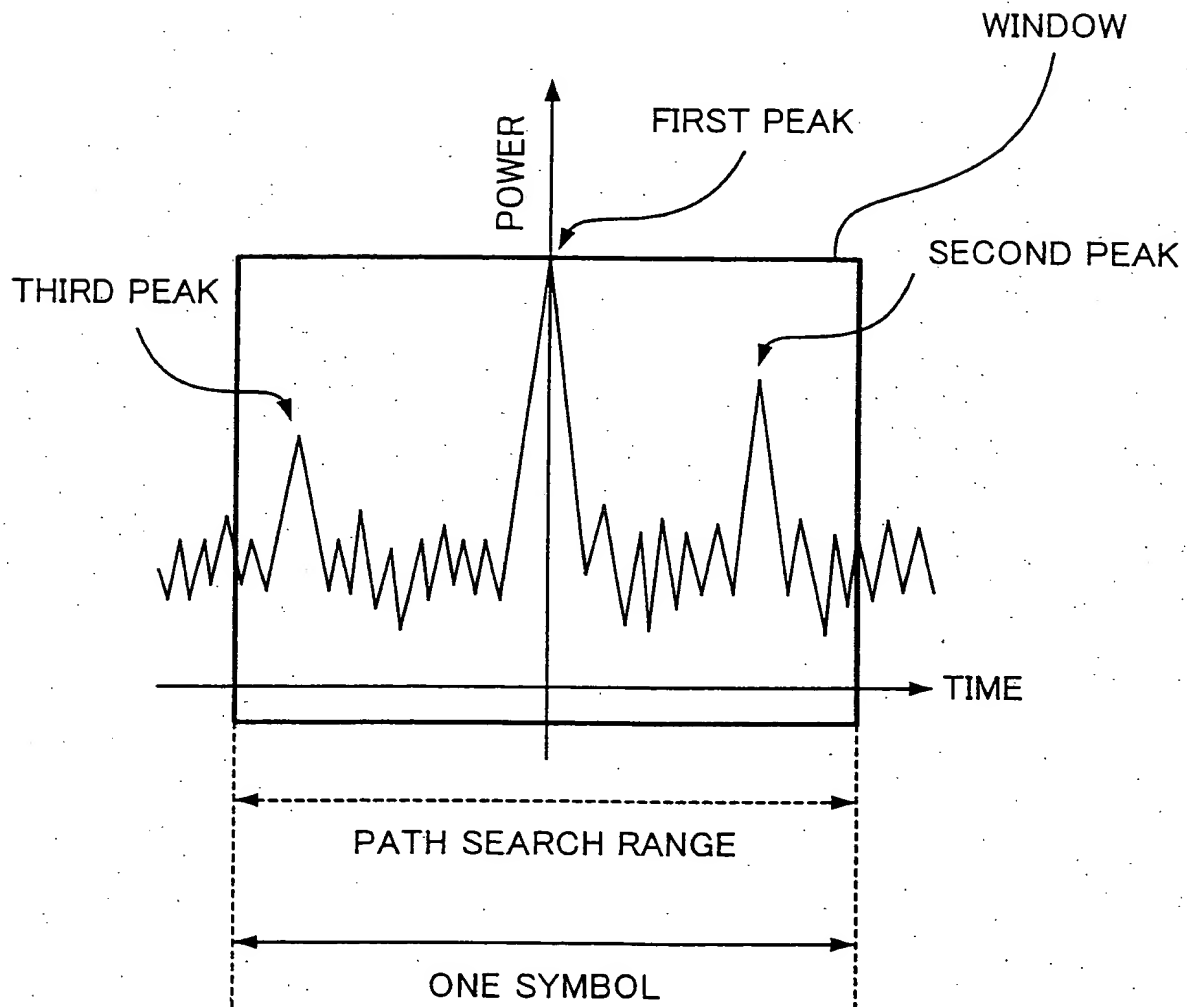 WINDOW
FIRST PEAK
POWER
SECOND PEAK
THIRD PEAK
TIME
PATH SEARCH RANGE
ONE SYMBOL